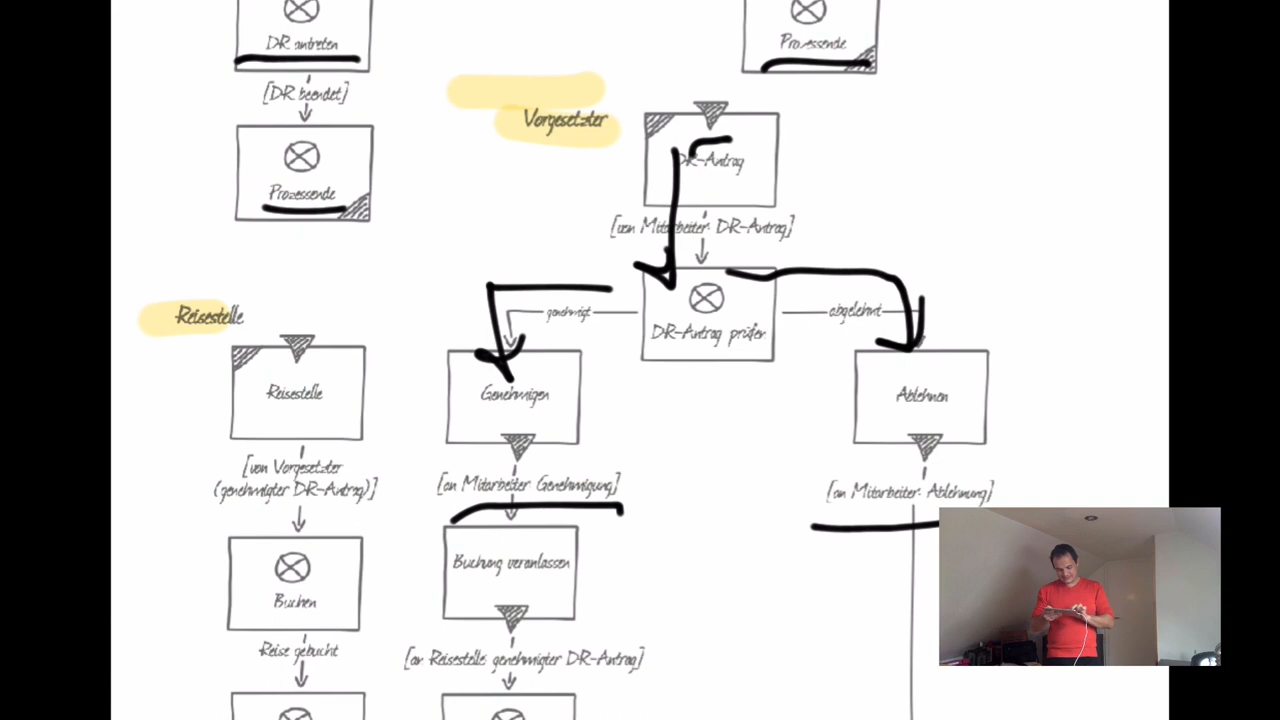 DR antreten
[DR beendet]
Prozessende
Prozessende
Vorgesetzter
DR-Antrag
[von Mitarbeiter: DR-Antrag]
DR-Antrag prüfen
genehmigt
abgelehnt
Genehmigen
[an Mitarbeiter Genehmigung]
Buchung veranlassen
[an Reisestelle genehmigter DR-Antrag]
Ablehnen
[an Mitarbeiter: Ablehnung]
Reisestelle
Reisestelle
[von Vorgesetzter
(genehmigter DR-Antrag)]
Buchen
Reise gebucht